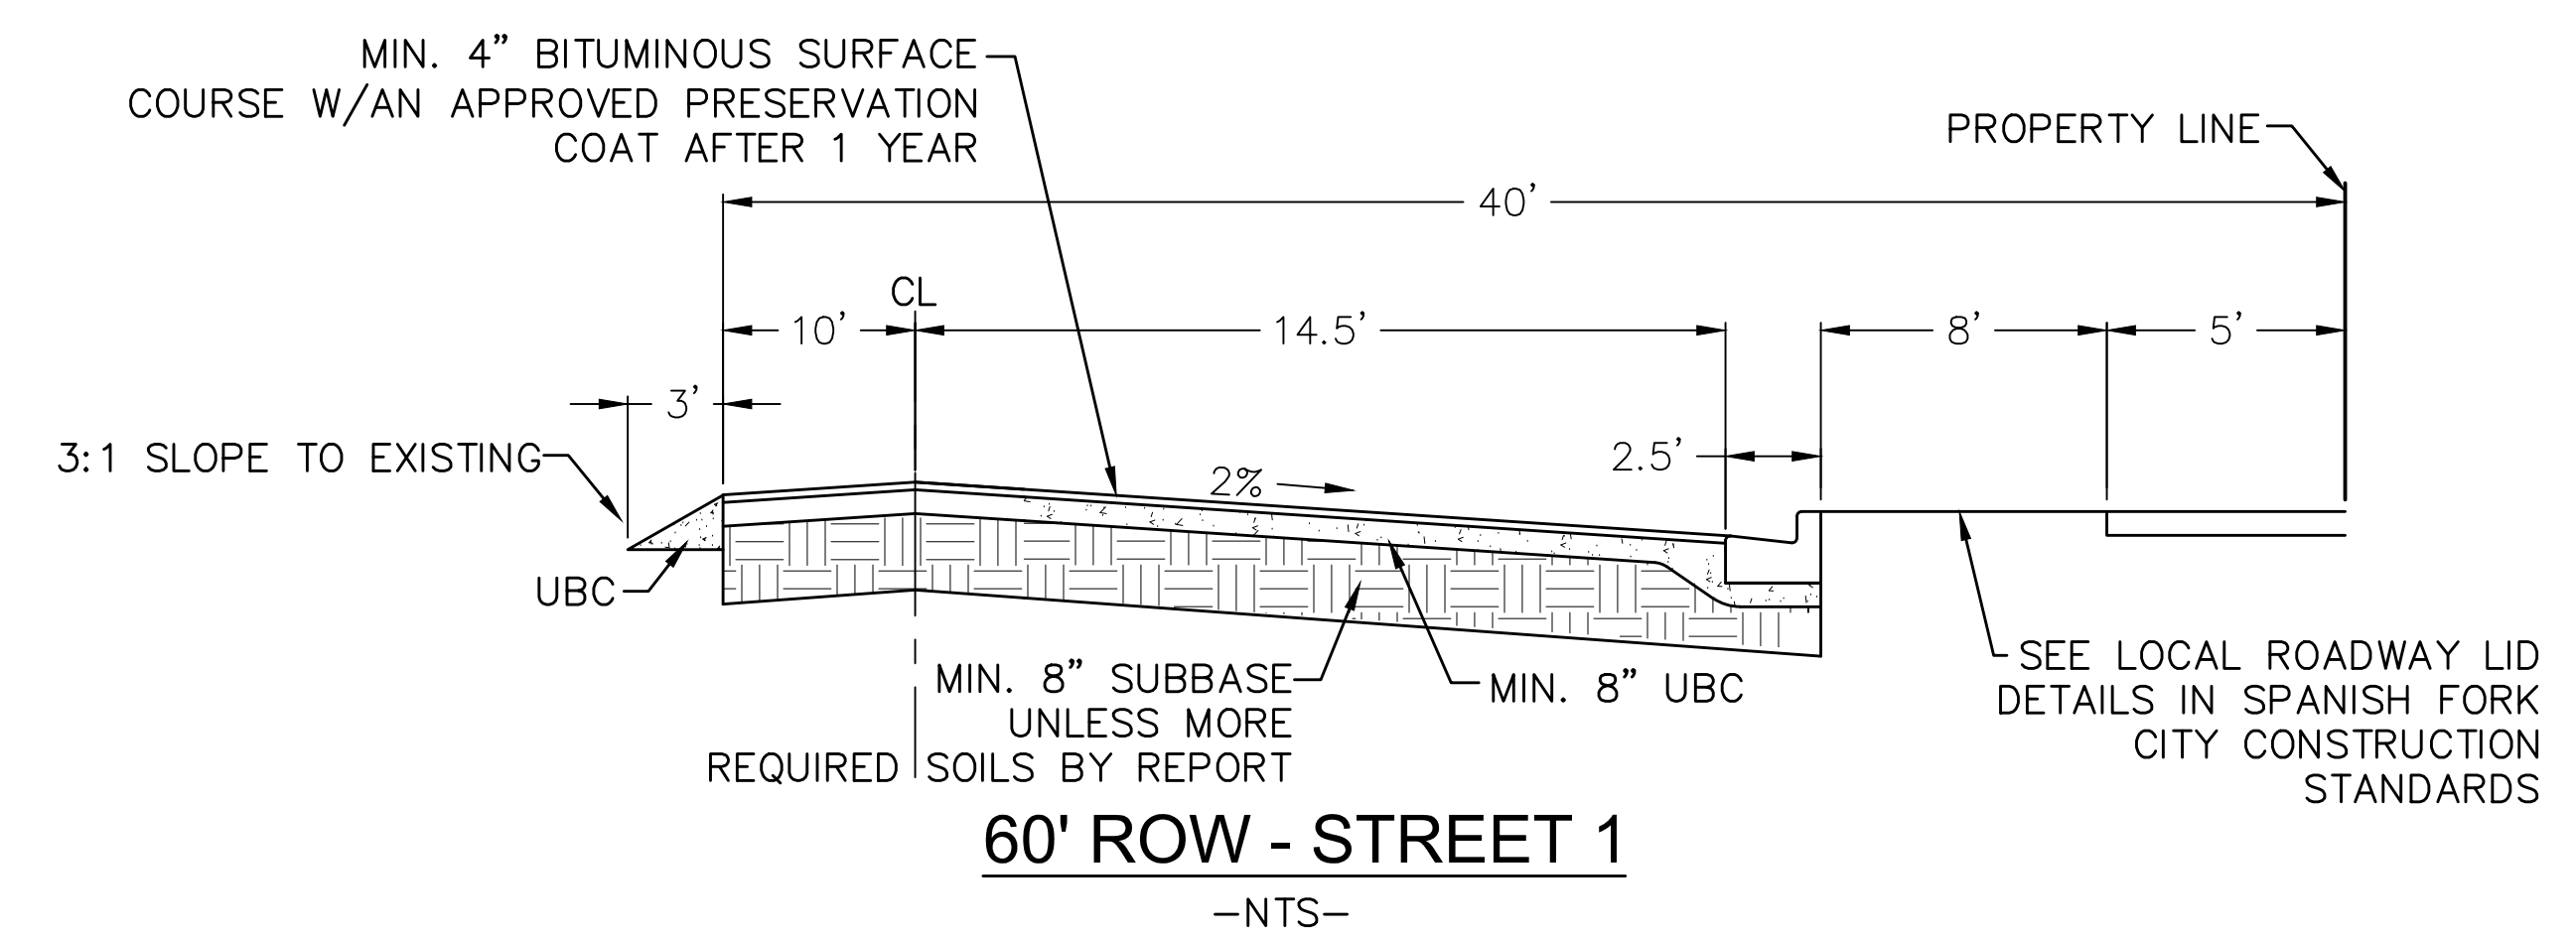 MIN. 4” BITUMINOUS SURFACE
COURSE W/AN APPROVED PRESERVATION
COAT AFTER 1 YEAR
PROPERTY LINE
40’
CL
10’
14.5’
8’
5’
3’
3:1 SLOPE TO EXISTING
2.5’
2%
UBC
MIN. 8” SUBBASE
UNLESS MORE
REQUIRED SOILS BY REPORT
MIN. 8” UBC
SEE LOCAL ROADWAY LID
DETAILS IN SPANISH FORK
CITY CONSTRUCTION
STANDARDS
60' ROW - STREET 1
-NTS-